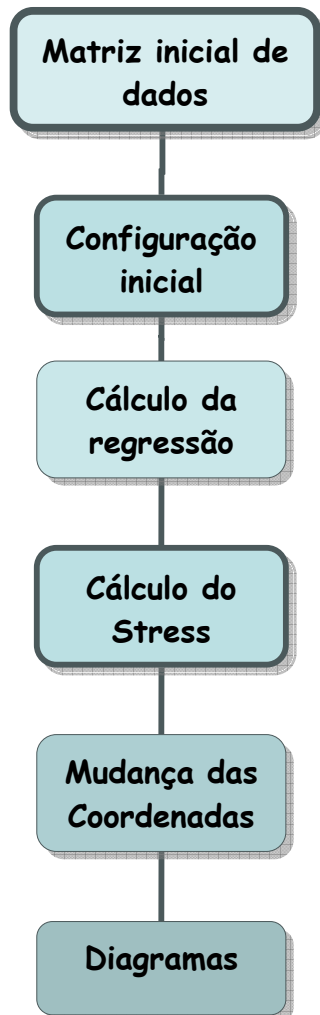 Matriz inicial de
dados
Configuração
inicial
Cálculo da
regressão
Cálculo do
Stress
Mudança das
Coordenadas
Diagramas